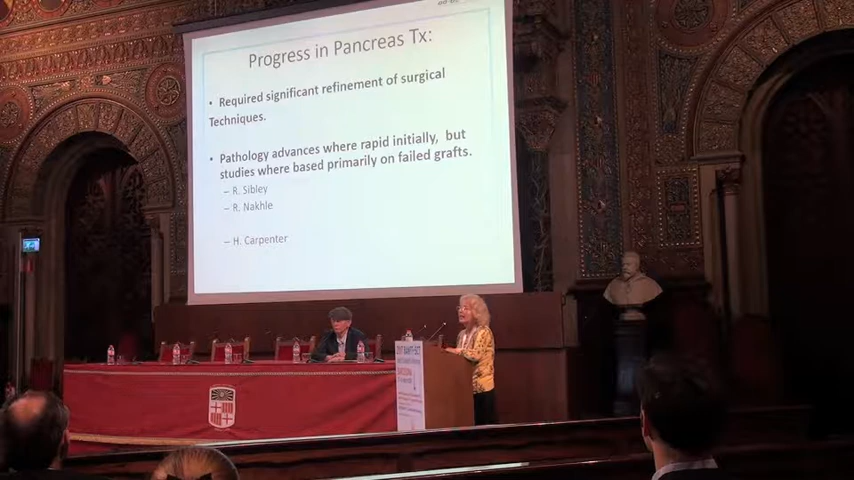 Progress in Pancreas Tx:
• Required significant refinement of surgical
Techniques.
• Pathology advances where rapid initially, but
studies where based primarily on failed grafts.
– R. Sibley
– R. Nakhle
– H. Carpenter